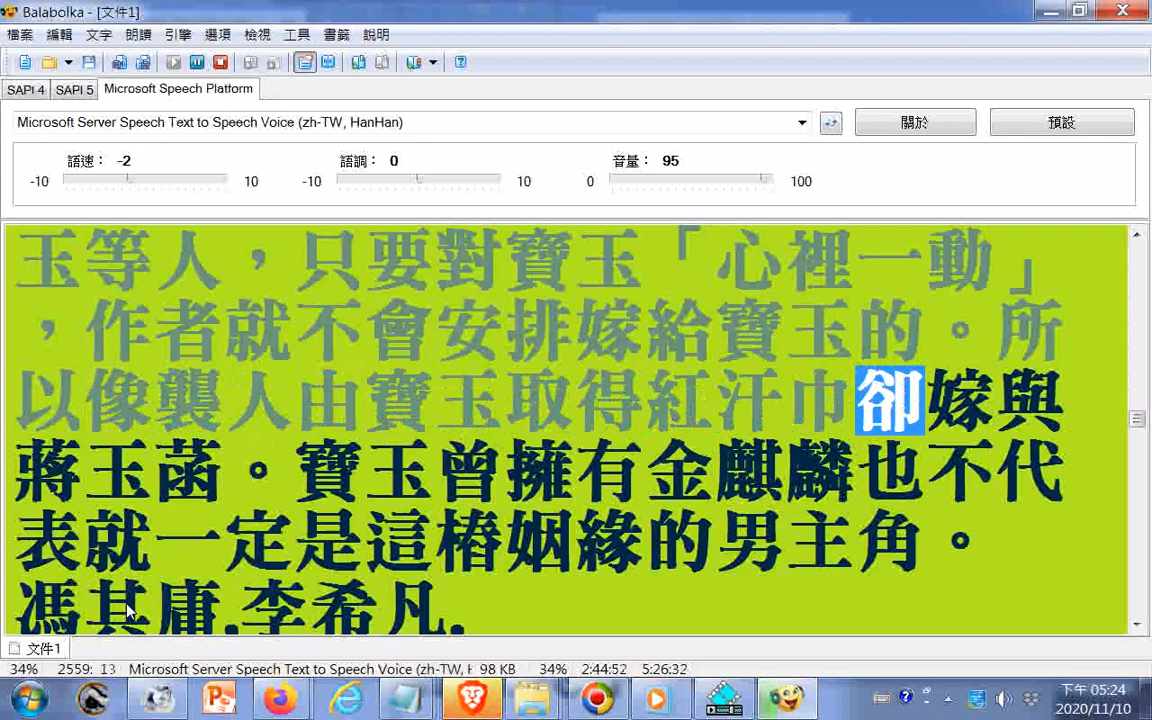 Balabolka - [文件1]
檔案 編輯 文字 朗讀 引擎 選項 檢視 工具 書籤 說明
SAPI 4 SAPI 5 Microsoft Speech Platform
Microsoft Server Speech Text to Speech Voice (zh-TW, HanHan) 關於 預設
語速： -2 語調： 0 音量： 95
-10 10 -10 10 0 100
玉等人，只要對寶玉「心裡一動」
，作者就不會安排嫁給寶玉的。所
以像襲人由寶玉取得紅汗巾卻嫁與
蔣玉菡。寶玉曾擁有金麒麟也不代
表就一定是這樁姻緣的男主角。
馮其庸,李希凡,
文件1
34% 2559: 13 Microsoft Server Speech Text to Speech Voice (zh-TW, H 98 KB 34% 2:44:52 5:26:32
下午 05:24
2020/11/10